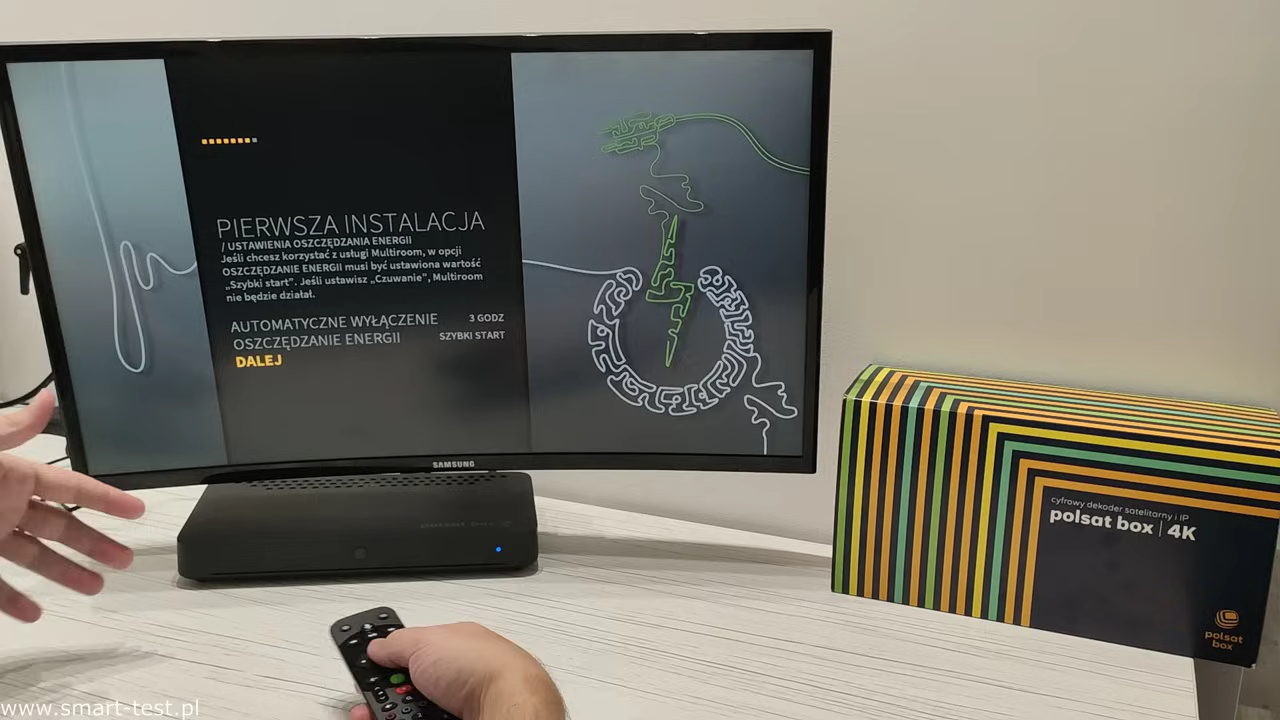 PIERWSZA INSTALACJA
/ USTAWIENIA OSZCZĘDZANIA ENERGII
Jeśli chcesz korzystać z usługi Multiroom, w opcji
OSZCZĘDZANIE ENERGII musi być ustawiona wartość
„Szybki start”. Jeśli ustawisz „Czuwanie”, Multiroom
nie będzie działał.
AUTOMATYCZNE WYŁĄCZENIE 3 GODZ
OSZCZĘDZANIE ENERGII SZYBKI START
DALEJ
SAMSUNG
polsat box
cyfrowy dekoder satelitarny i IP
polsat box | 4K
polsat
box
www.smart-test.pl